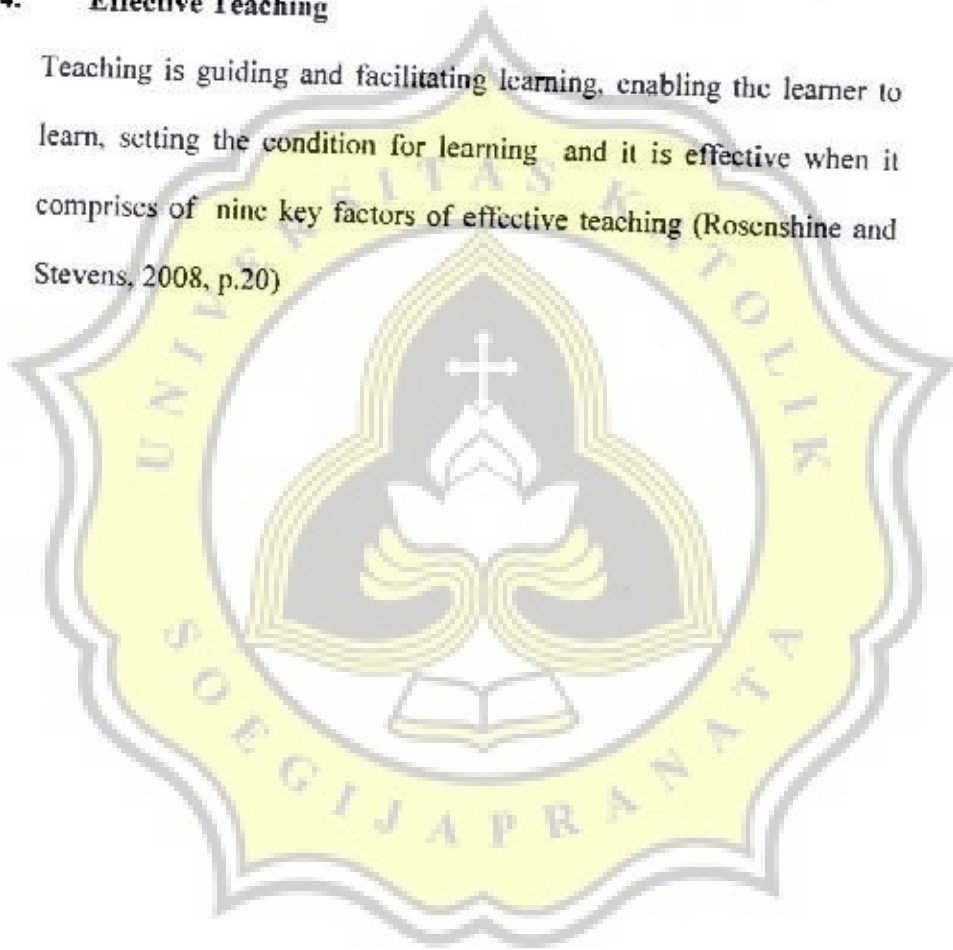 4. Effective Teaching
Teaching is guiding and facilitating learning, enabling the learner to
learn, setting the condition for learning and it is effective when it
comprises of nine key factors of effective teaching (Rosenshine and
Stevens, 2008, p.20)
UNIVERSITAS KATOLIK
SOEGIJAPRANATA